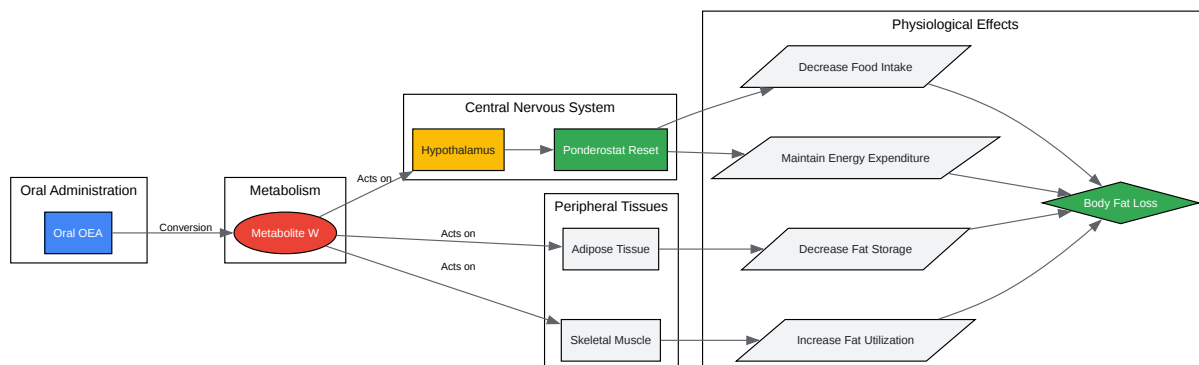 Physiological Effects
Decrease Food Intake
Central Nervous System
Hypothalamus
Ponderostat Reset
Maintain Energy Expenditure
Acts on
Oral Administration
Metabolism
Peripheral Tissues
Body Fat Loss
Oral OEA
Conversion
Metabolite W
Acts on
Adipose Tissue
Decrease Fat Storage
Acts on
Skeletal Muscle
Increase Fat Utilization